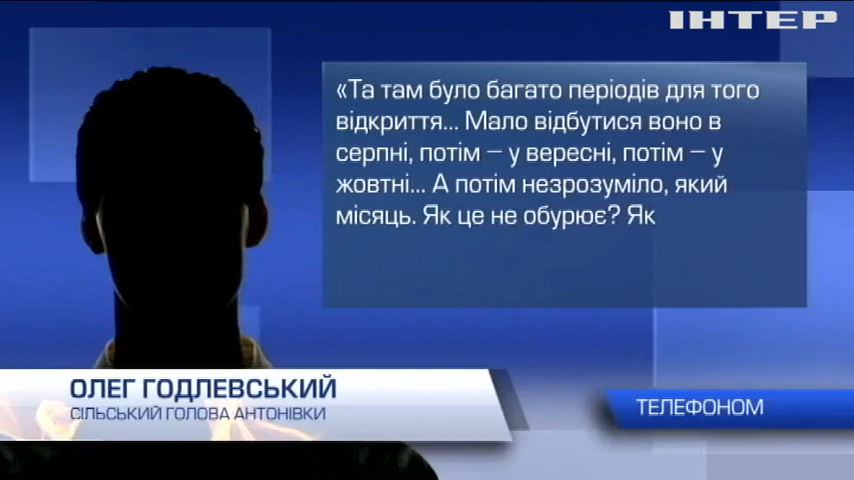 ІНТЕР
«Та там було багато періодів для того
відкриття... Мало відбутися воно в
серпні, потім – у вересні, потім – у
жовтні... А потім незрозуміло, який
місяць. Як це не обурює? Як
ОЛЕГ ГОДЛЕВСЬКИЙ
СІЛЬСЬКИЙ ГОЛОВА АНТОНІВКИ
ТЕЛЕФОНОМ